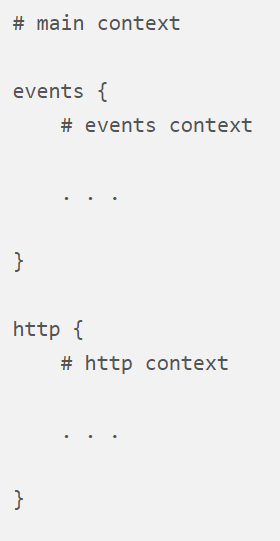 # main context
events {
    # events context
    . . .
}
http {
    # http context
    . . .
}